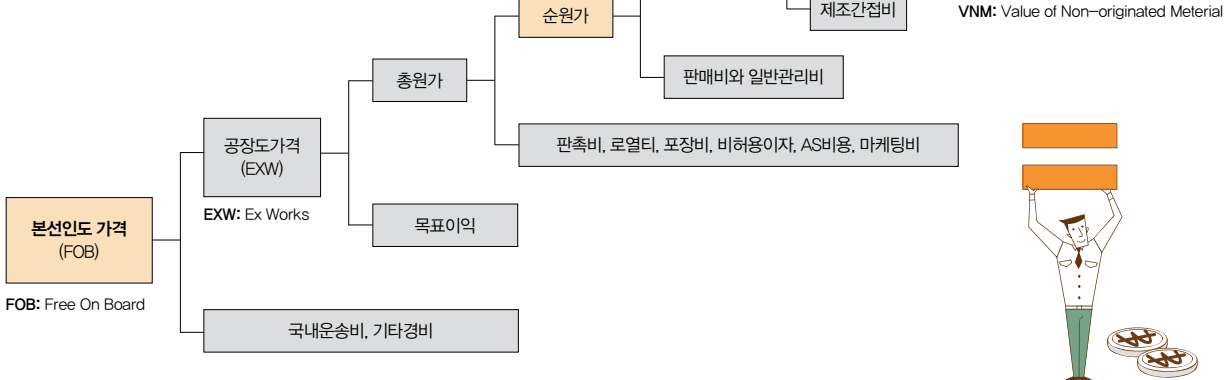 제조간접비
VNM: Value of Non-originated Meterial
순원가
판매비와 일반관리비
총원가
판촉비, 로열티, 포장비, 비허용이자, AS비용, 마케팅비
공장도가격
(EXW)
EXW: Ex Works
목표이익
본선인도 가격
(FOB)
FOB: Free On Board
국내운송비, 기타경비